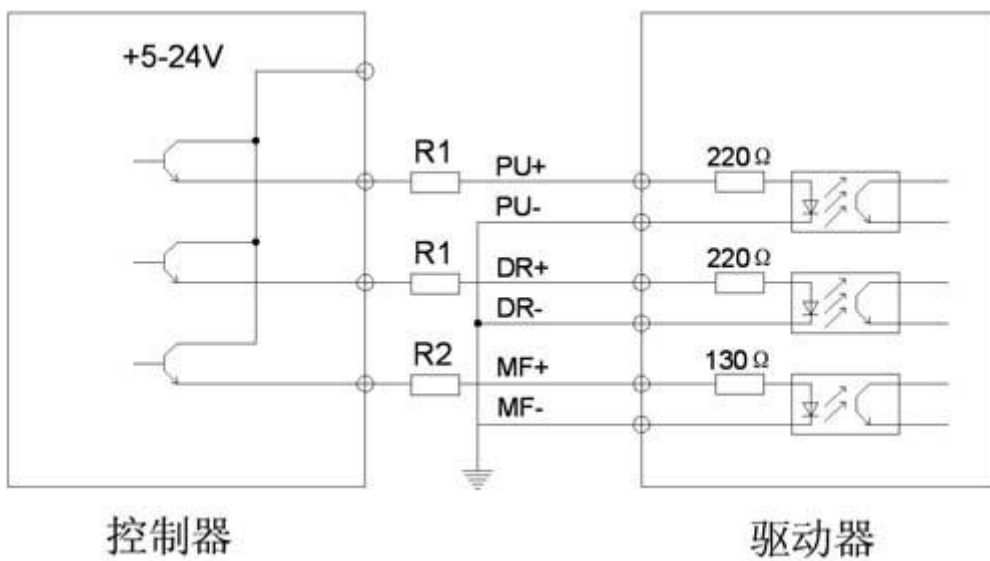 +5-24V
R1
PU+
220Ω
PU-
R1
DR+
220Ω
DR-
R2
MF+
130Ω
MF-
控制器
驱动器